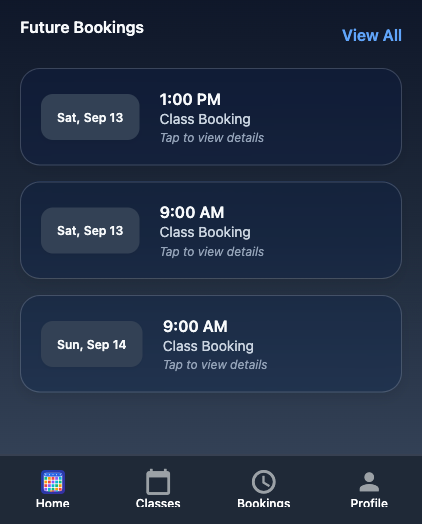 Future Bookings
View All
Sat, Sep 13
1:00 PM
Class Booking
Tap to view details
Sat, Sep 13
9:00 AM
Class Booking
Tap to view details
Sun, Sep 14
9:00 AM
Class Booking
Tap to view details
Home
Classes
Bookings
Profile